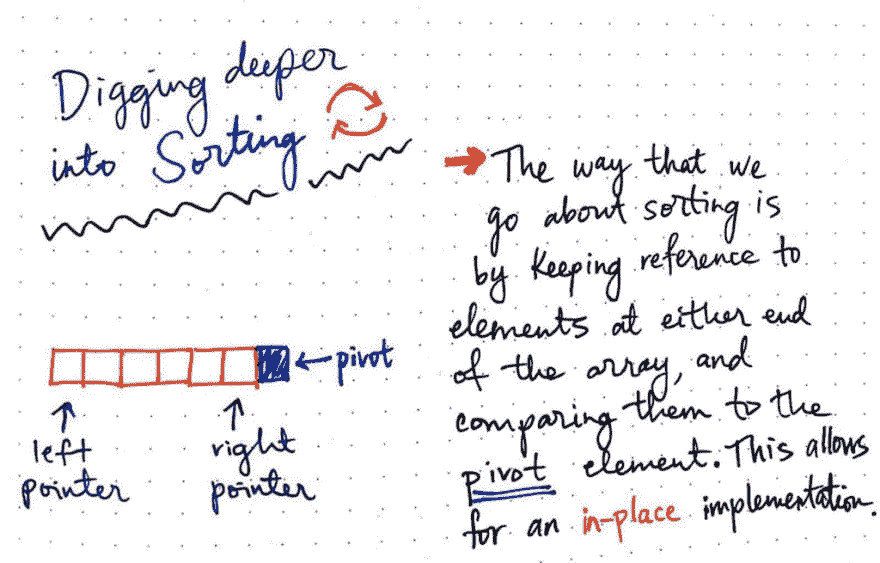 Digging deeper
into Sorting
The way that we
go about sorting is
by keeping reference to
elements at either end
of the array, and
comparing them to the
pivot element. This allows
for an in-place implementation.
pivot
left
pointer
right
pointer